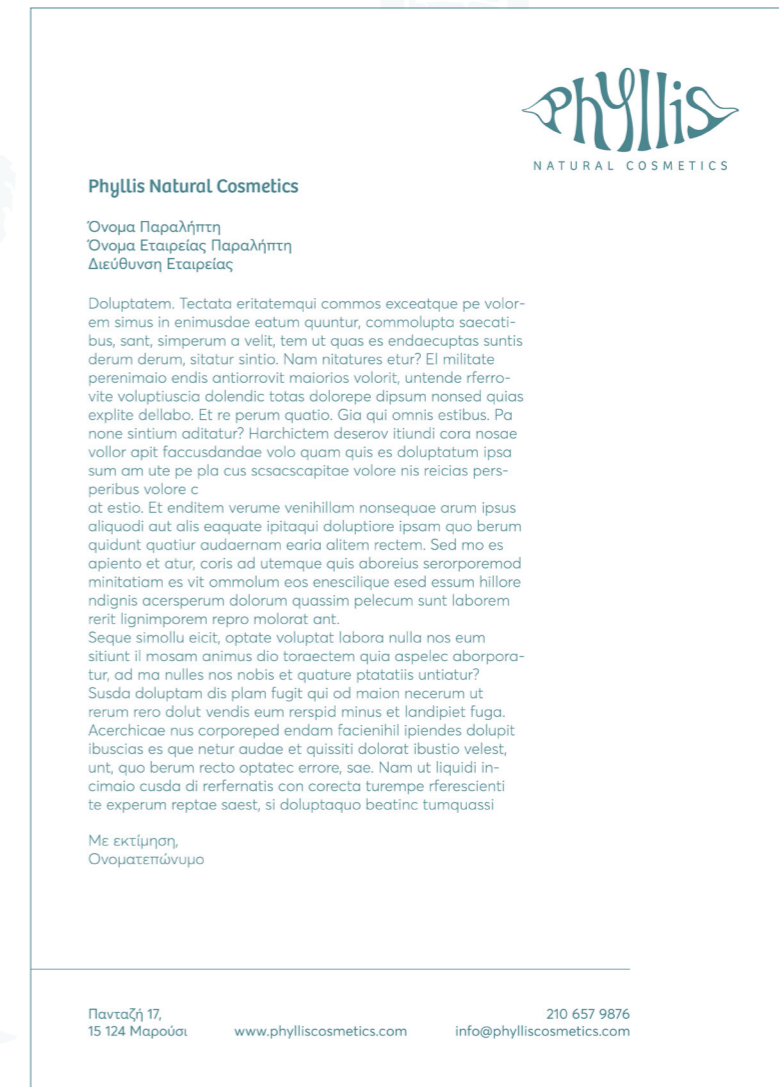 Phyllis
NATURAL COSMETICS
Phyllis Natural Cosmetics
Όνομα Παραλήπτη
Όνομα Εταιρείας Παραλήπτη
Διεύθυνση Εταιρείας
Doluptatem. Tectata eritatemqui commos exceatque pe volor-
em simus in enimusdae eatum quuntur, commolupta saecati-
bus, sant, simperum a velit, tem ut quas es endaecuptas suntis
derum derum, sitatur sintio. Nam nitatures etur? El militate
perenimaio endis antiorrovit maiorios volorit, untende rferro-
vite voluptiuscia dolendic totas dolorepe dipsum nonsed quias
explite dellabo. Et re perum quatio. Gia qui omnis estibus. Pa
none sintium aditatur? Harchictem deserov itiundi cora nosae
vollor apit faccusdandae volo quam quis es doluptatum ipsa
sum am ute pe pla cus scsacscapitae volore nis reicias pers-
peribus volore c
at estio. Et enditem verume venihillam nonsequae arum ipsus
aliquodi aut alis eaquate ipitaqui doluptiore ipsam quo berum
quidunt quatiur audaernam earia alitem rectem. Sed mo es
apiento et atur, coris ad utemque quis aboreius serorporemod
minitatiam es vit ommolum eos enescilique esed essum hillore
ndignis acersperum dolorum quassim pelecum sunt laborem
rerit lignimporem repro molorat ant.
Seque simollu eicit, optate voluptat labora nulla nos eum
sitiunt il mosam animus dio toraectem quia aspelec aborpora-
tur, ad ma nulles nos nobis et quature ptatatiis untiatur?
Susda doluptam dis plam fugit qui od maion necerum ut
rerum rero dolut vendis eum rerspid minus et landipiet fuga.
Acerchicae nus corporeped endam facienihil ipiendes dolupit
ibuscias es que netur audae et quissiti dolorat ibustio velest,
unt, quo berum recto optatec errore, sae. Nam ut liquidi in-
cimaio cusda di rerfernatis con corecta turempe rferescienti
te experum reptae saest, si doluptaquo beatinc tumquassi
Με εκτίμηση,
Ονοματεπώνυμο
Πανταζή 17,
15 124 Μαρούσι
www.phylliscosmetics.com
210 657 9876
info@phylliscosmetics.com